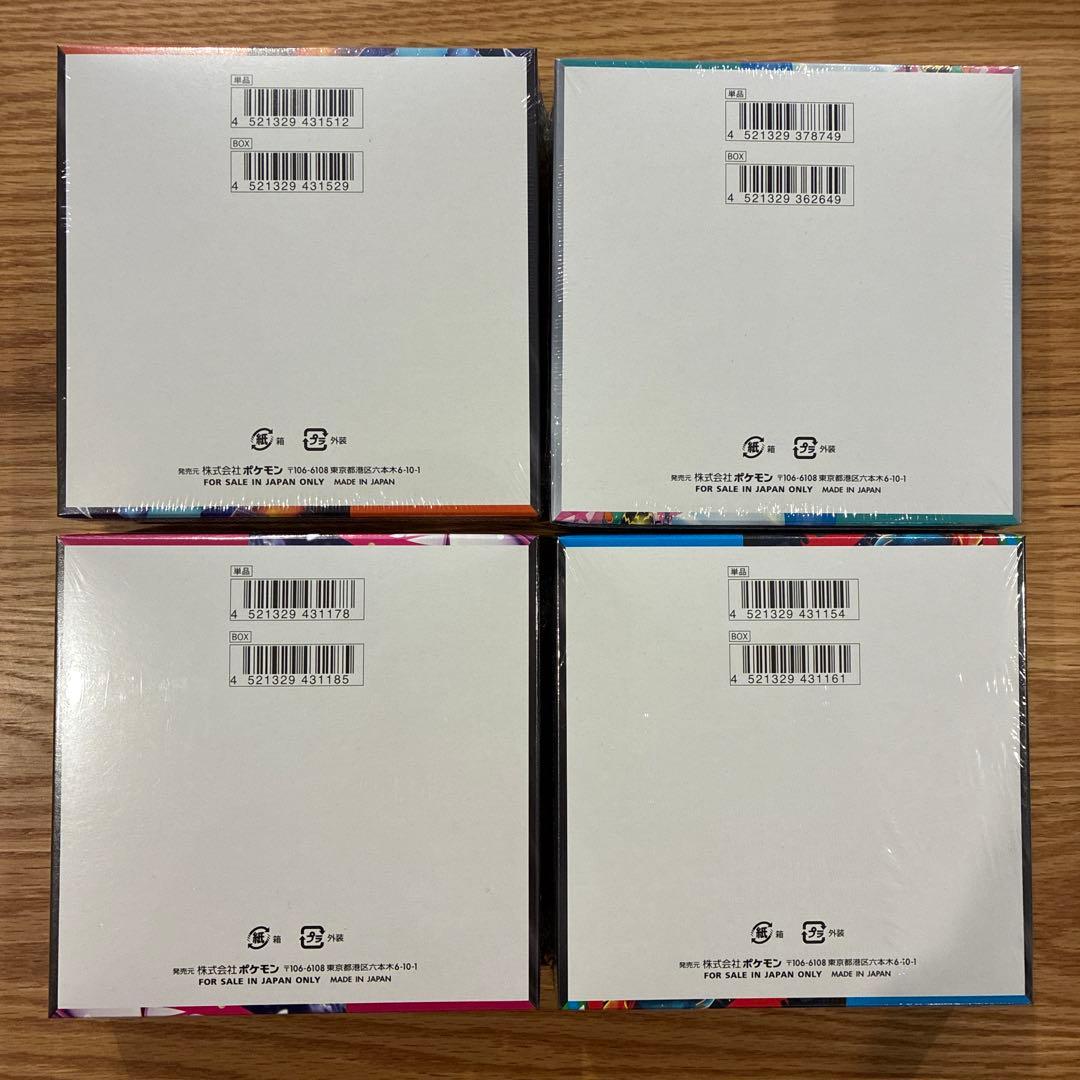 単品
4 521329 431512
BOX
4 521329 431529
紙 箱 プラ 外装
発売元 株式会社ポケモン 〒106-6108 東京都港区六本木6-10-1
FOR SALE IN JAPAN ONLY MADE IN JAPAN
単品
4 521329 378749
BOX
4 521329 362649
紙 箱 プラ 外装
発売元 株式会社ポケモン 〒106-6108 東京都港区六本木6-10-1
FOR SALE IN JAPAN ONLY MADE IN JAPAN
単品
4 521329 431178
BOX
4 521329 431185
紙 箱 プラ 外装
発売元 株式会社ポケモン 〒106-6108 東京都港区六本木6-10-1
FOR SALE IN JAPAN ONLY MADE IN JAPAN
単品
4 521329 431154
BOX
4 521329 431161
紙 箱 プラ 外装
発売元 株式会社ポケモン 〒106-6108 東京都港区六本木6-10-1
FOR SALE IN JAPAN ONLY MADE IN JAPAN